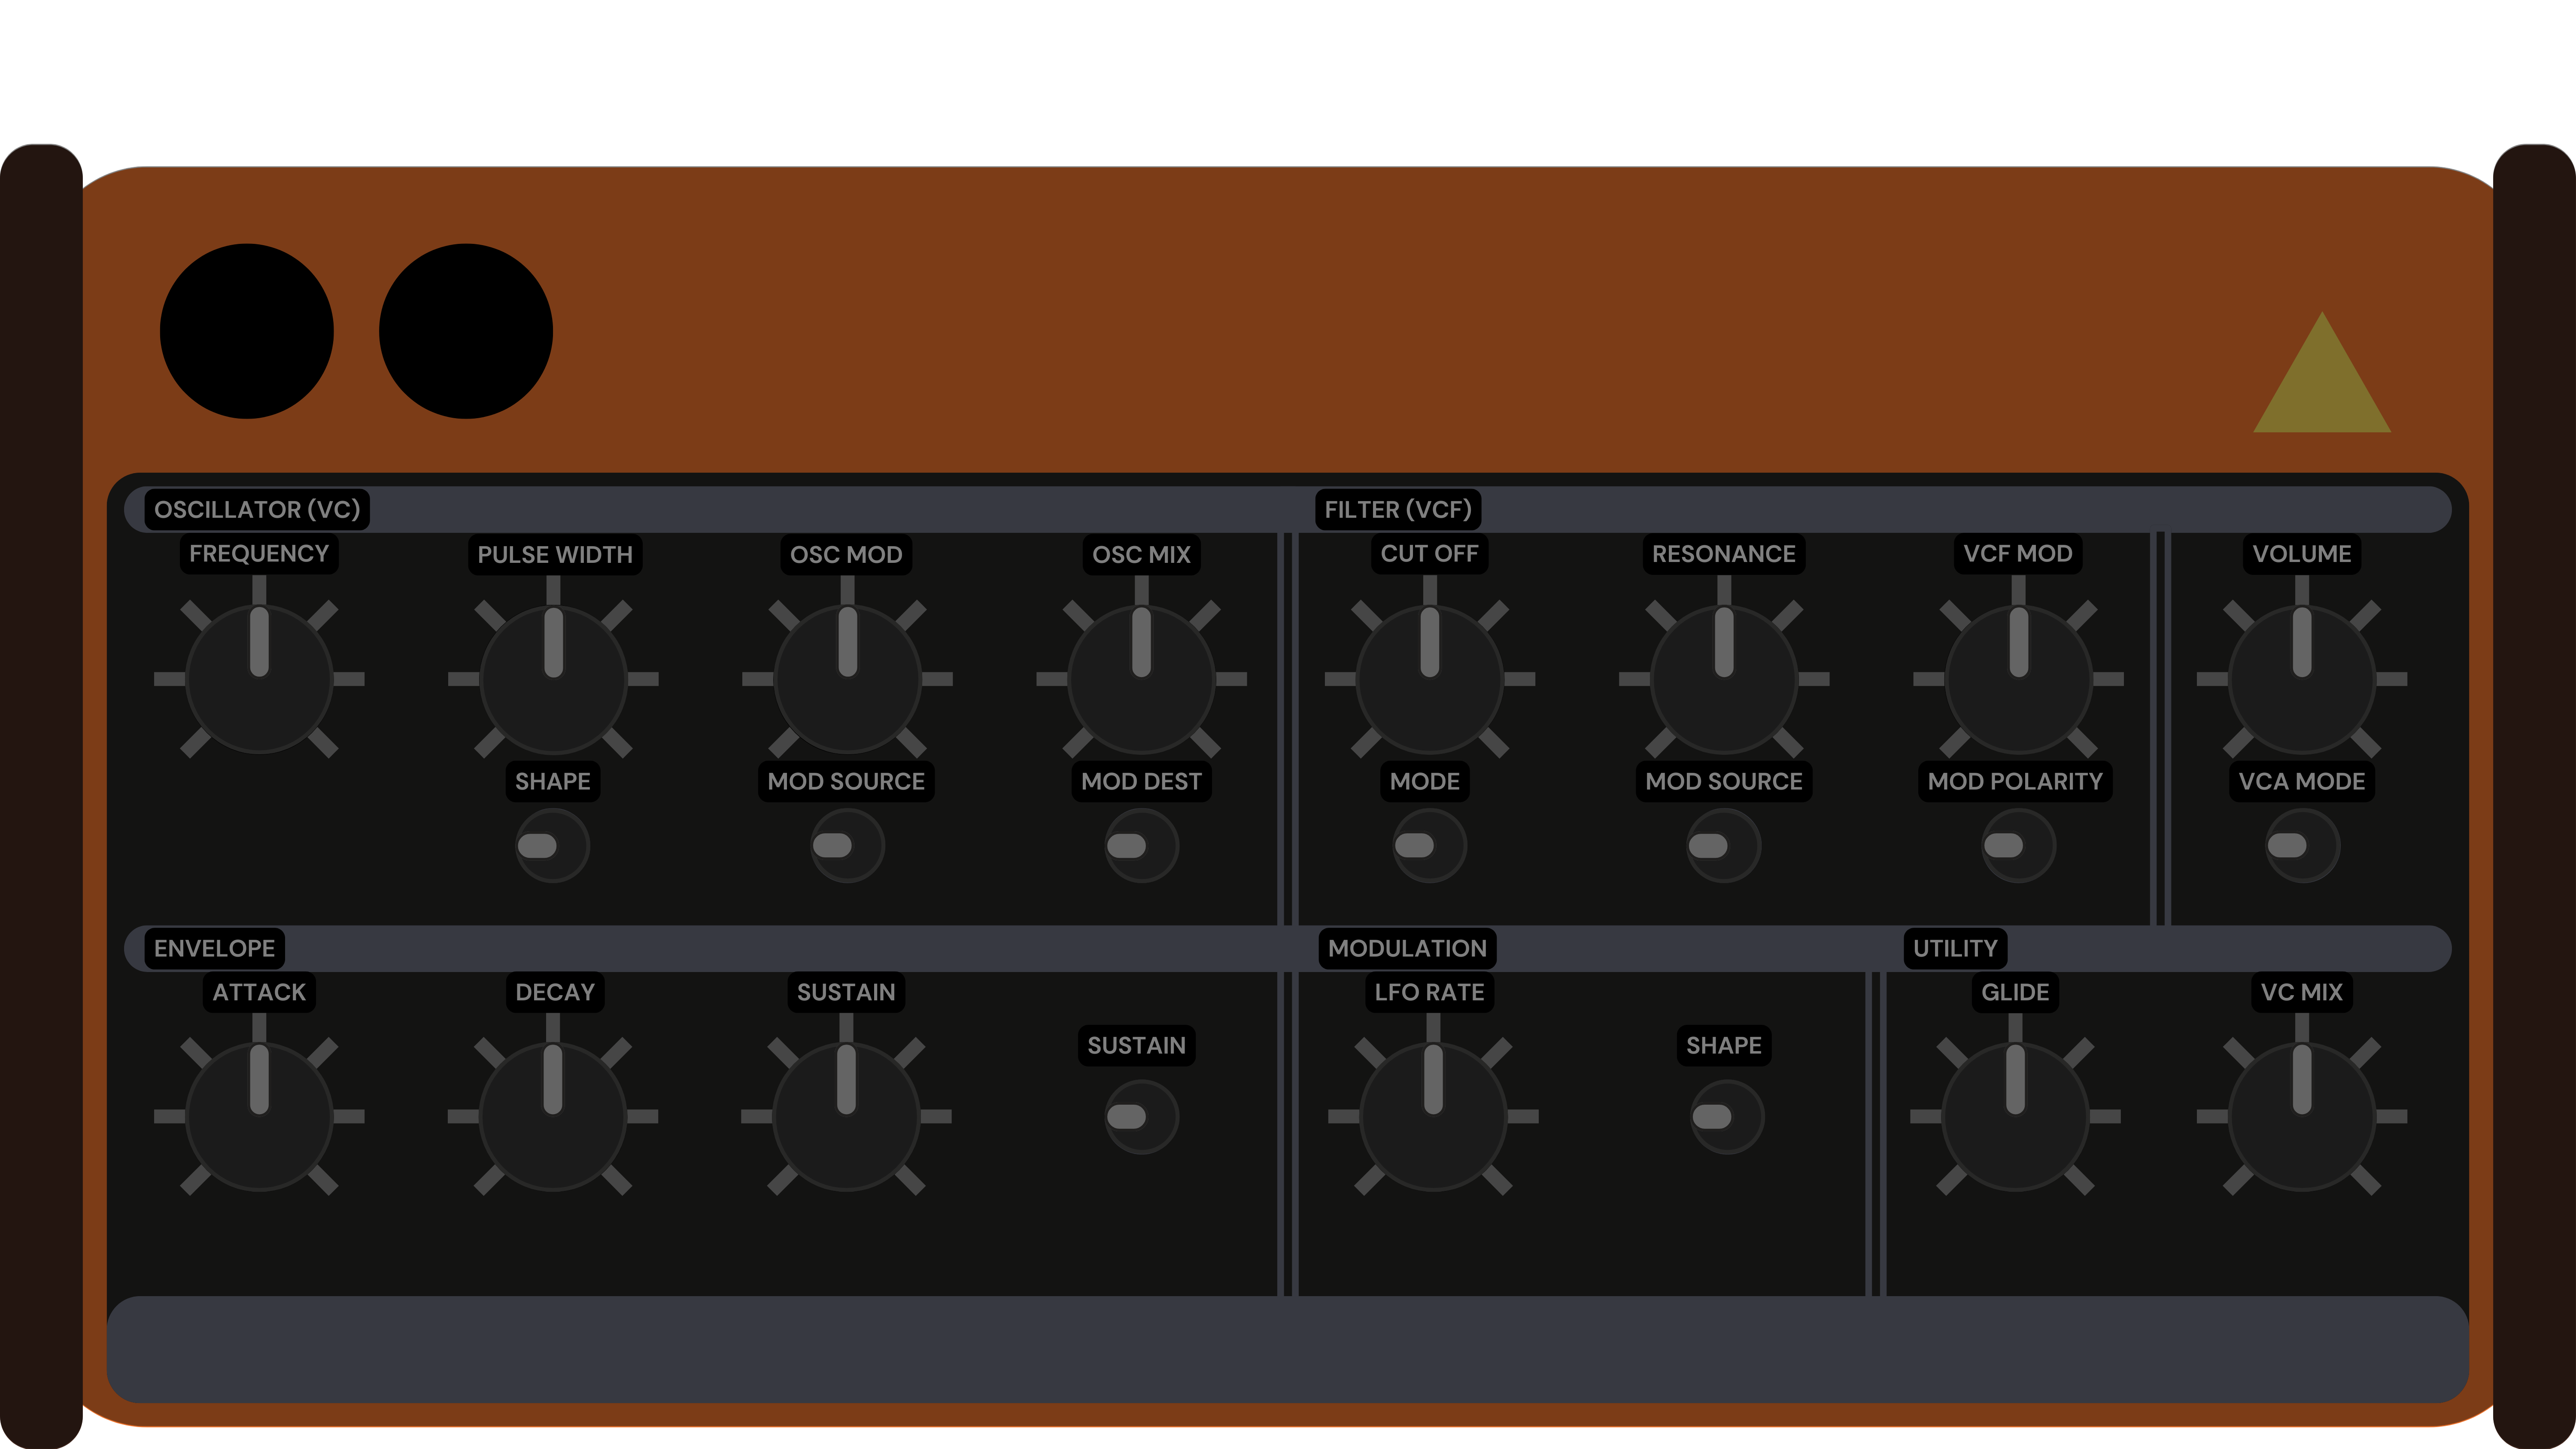 OSCILLATOR (VC)
FILTER (VCF)
FREQUENCY
PULSE WIDTH
OSC MOD
OSC MIX
CUT OFF
RESONANCE
VCF MOD
VOLUME
SHAPE
MOD SOURCE
MOD DEST
MODE
MOD SOURCE
MOD POLARITY
VCA MODE
ENVELOPE
MODULATION
UTILITY
ATTACK
DECAY
SUSTAIN
SUSTAIN
LFO RATE
SHAPE
GLIDE
VC MIX